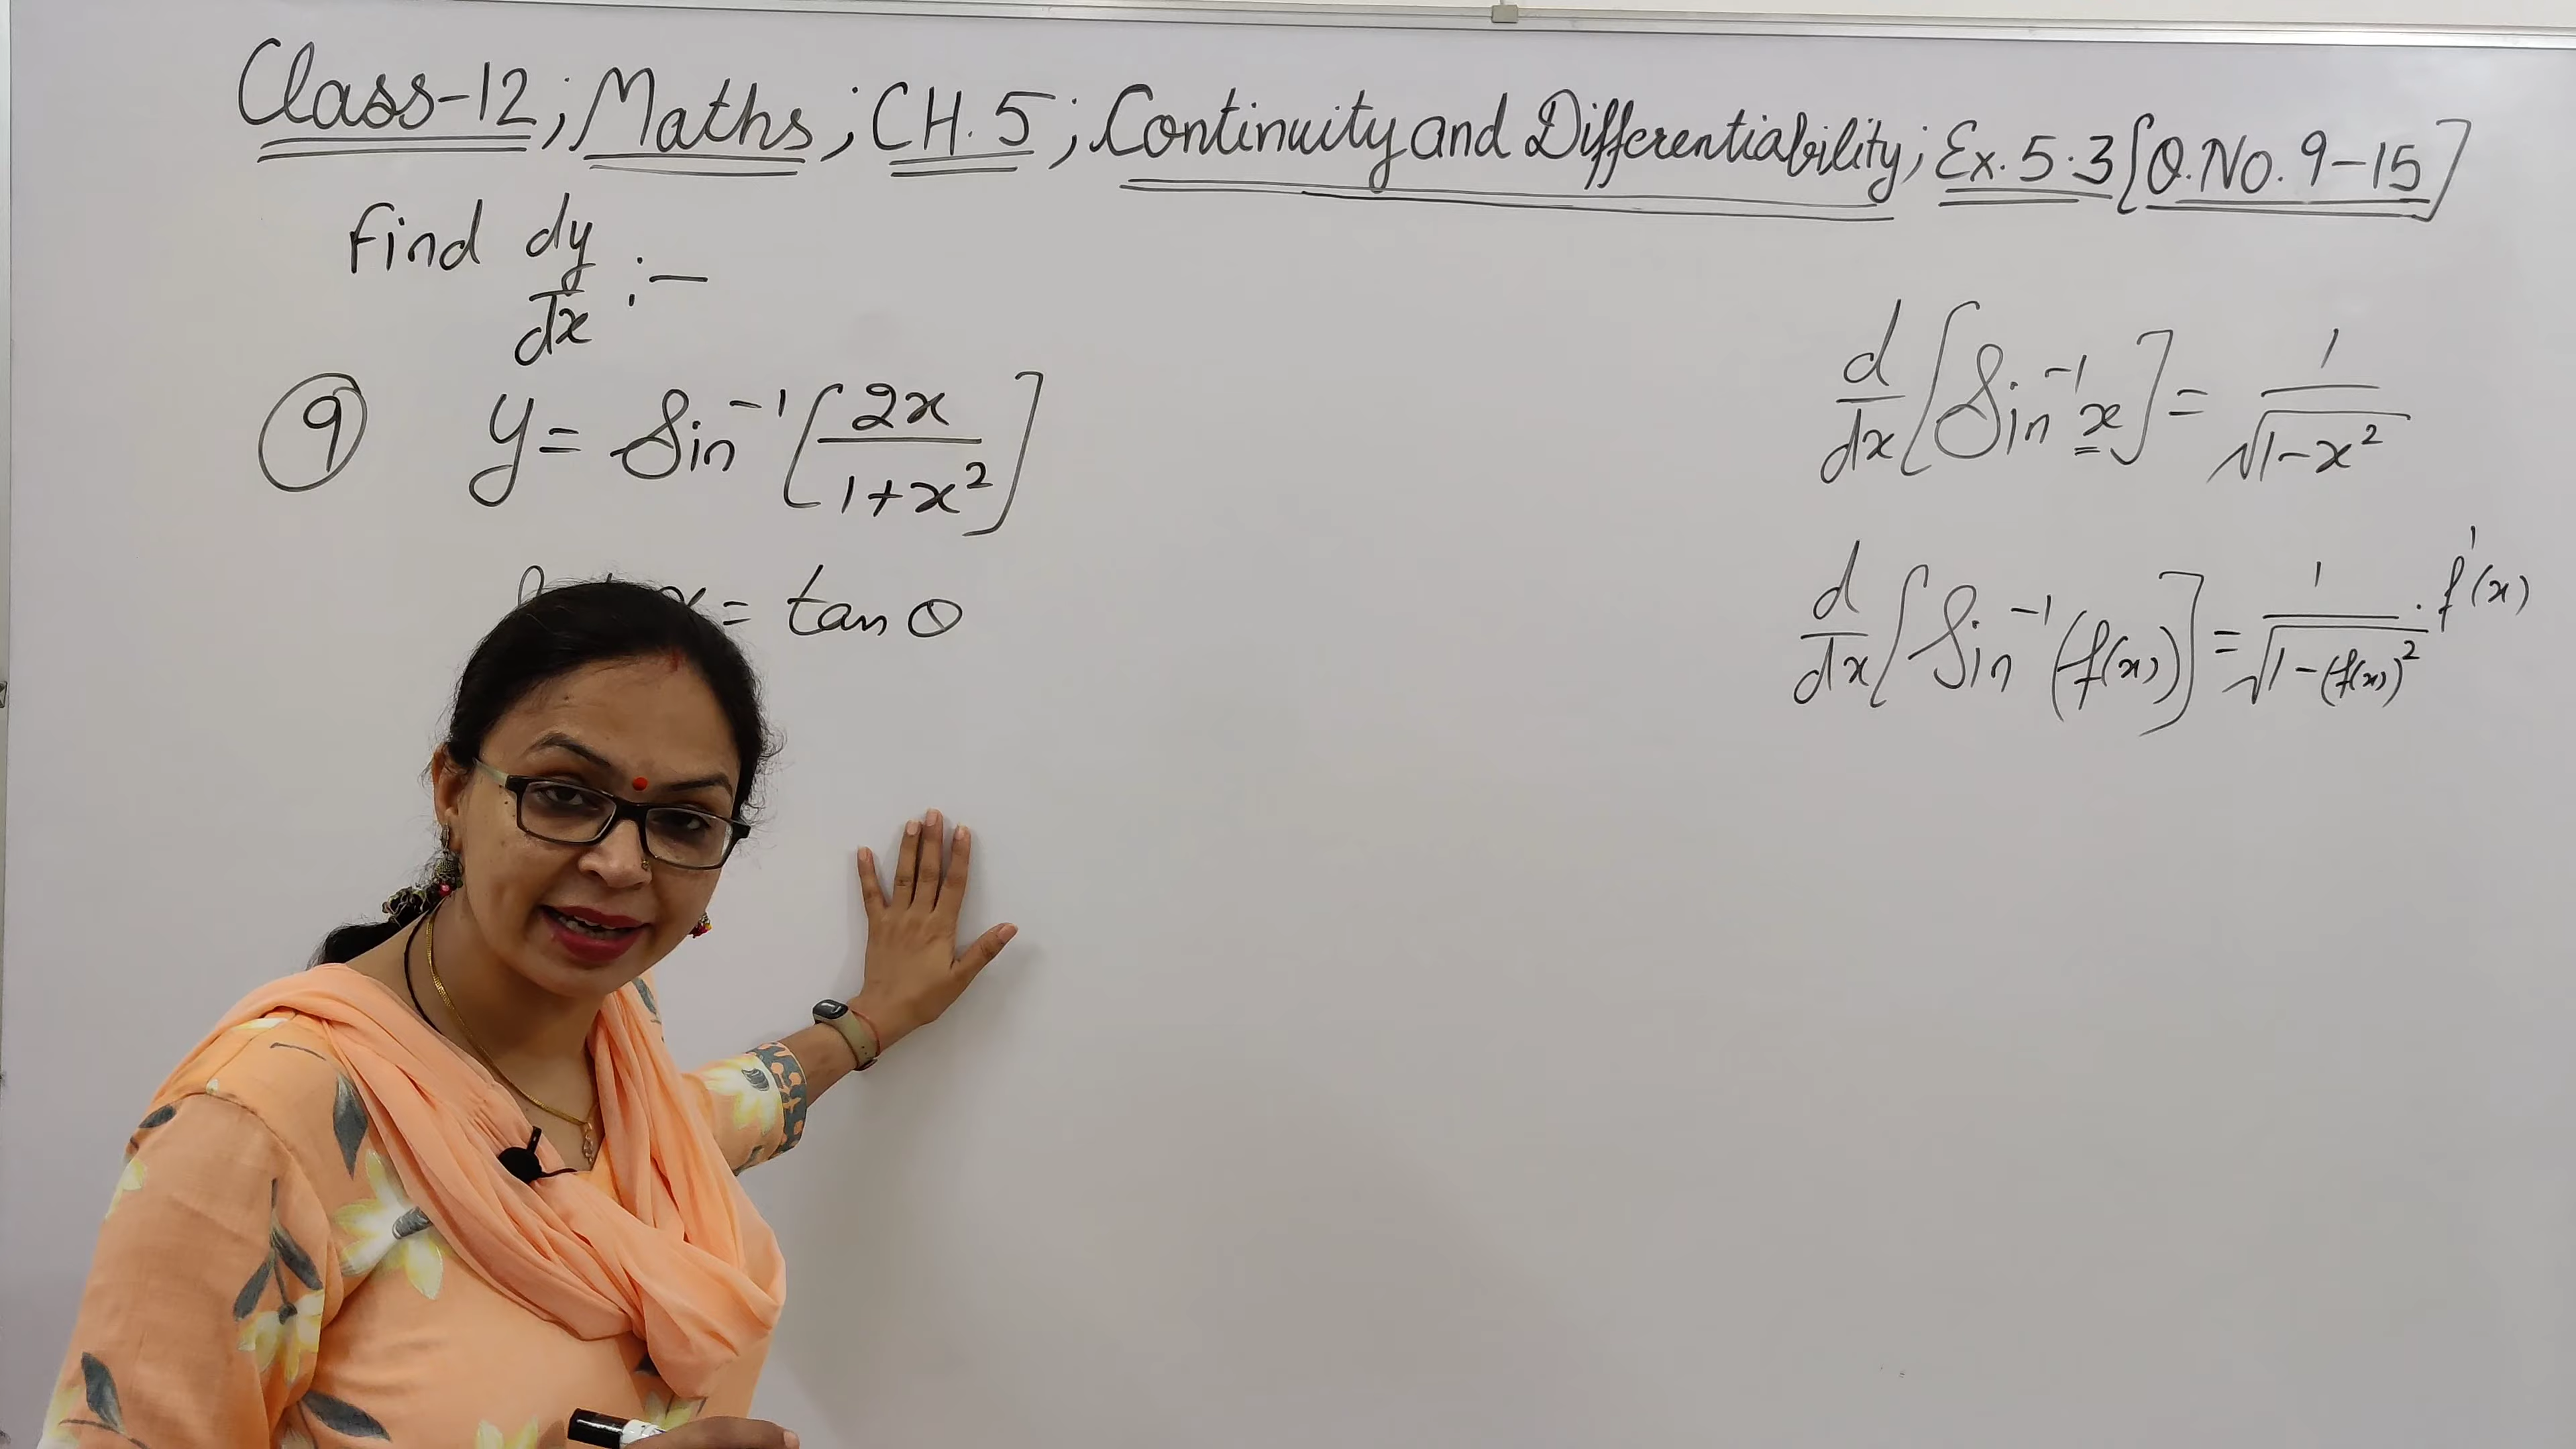 Class-12; Maths; CH. 5; Continuity and Differentiability; Ex. 5.3 [Q.No. 9-15]
Find dy/dx :-
9 y = Sin⁻¹[2x/(1+x²)]
x = tan θ
d/dx [Sin⁻¹x] = 1/√(1-x²)
d/dx [Sin⁻¹(f(x))] = 1/√(1-(f(x))²) . f'(x)